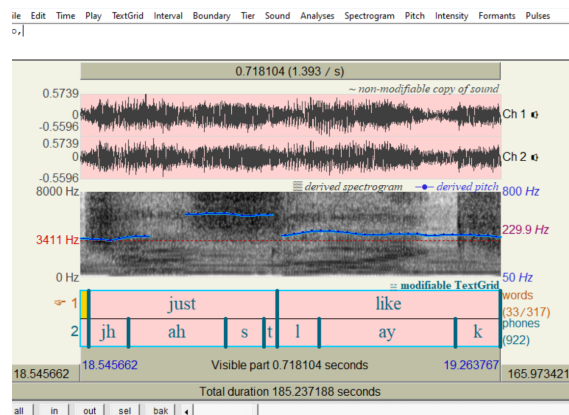 ile Edit Time Play TextGrid Interval Boundary Tier Sound Analyses Spectrogram Pitch Intensity Formants Pulses
o,
0.718104 (1.393 / s)
~ non-modifiable copy of sound
0.5739
0
-0.5596
Ch 1
0.5739
0
-0.5596
Ch 2
8000 Hz
derived spectrogram
derived pitch
800 Hz
229.9 Hz
3411 Hz
0 Hz
50 Hz
modifiable TextGrid
1 just like words
(33/317)
2 jh ah s t l ay k phones
(922)
18.545662 Visible part 0.718104 seconds 19.263767
18.545662 165.973421
Total duration 185.237188 seconds
all in out sel bak